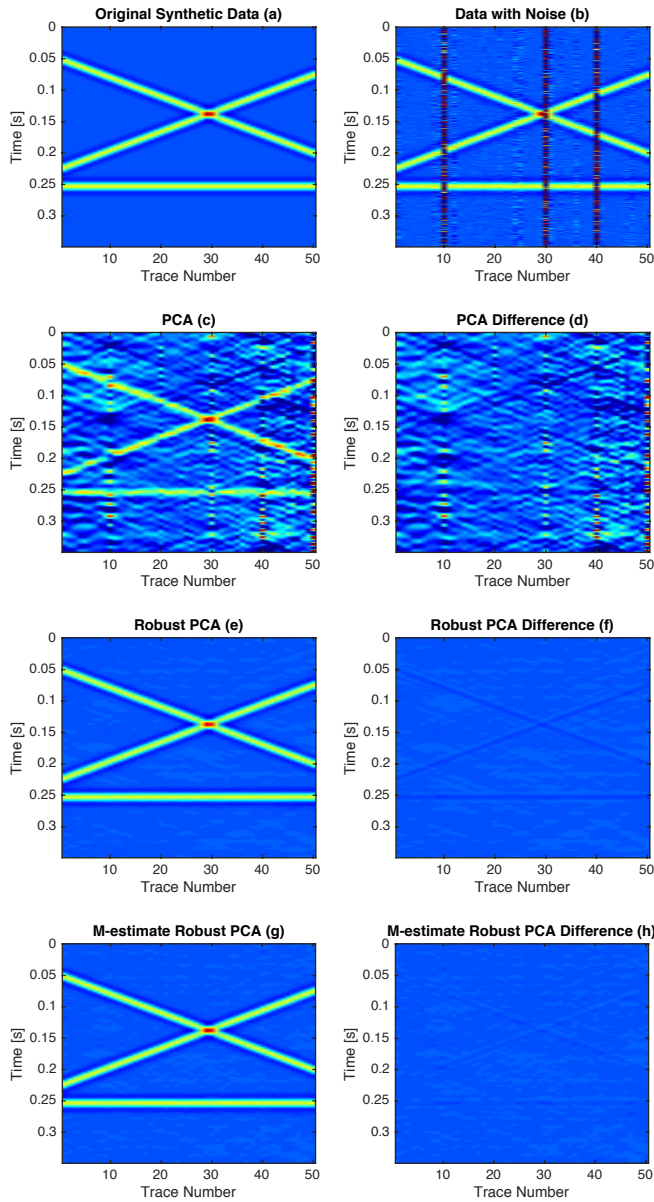 Original Synthetic Data (a)
0
0.05
0.1
0.15
0.2
0.25
0.3
Time [s]
10 20 30 40 50
Trace Number
Data with Noise (b)
0
0.05
0.1
0.15
0.2
0.25
0.3
Time [s]
10 20 30 40 50
Trace Number
PCA (c)
0
0.05
0.1
0.15
0.2
0.25
0.3
Time [s]
10 20 30 40 50
Trace Number
PCA Difference (d)
0
0.05
0.1
0.15
0.2
0.25
0.3
Time [s]
10 20 30 40 50
Trace Number
Robust PCA (e)
0
0.05
0.1
0.15
0.2
0.25
0.3
Time [s]
10 20 30 40 50
Trace Number
Robust PCA Difference (f)
0
0.05
0.1
0.15
0.2
0.25
0.3
Time [s]
10 20 30 40 50
Trace Number
M-estimate Robust PCA (g)
0
0.05
0.1
0.15
0.2
0.25
0.3
Time [s]
10 20 30 40 50
Trace Number
M-estimate Robust PCA Difference (h)
0
0.05
0.1
0.15
0.2
0.25
0.3
Time [s]
10 20 30 40 50
Trace Number